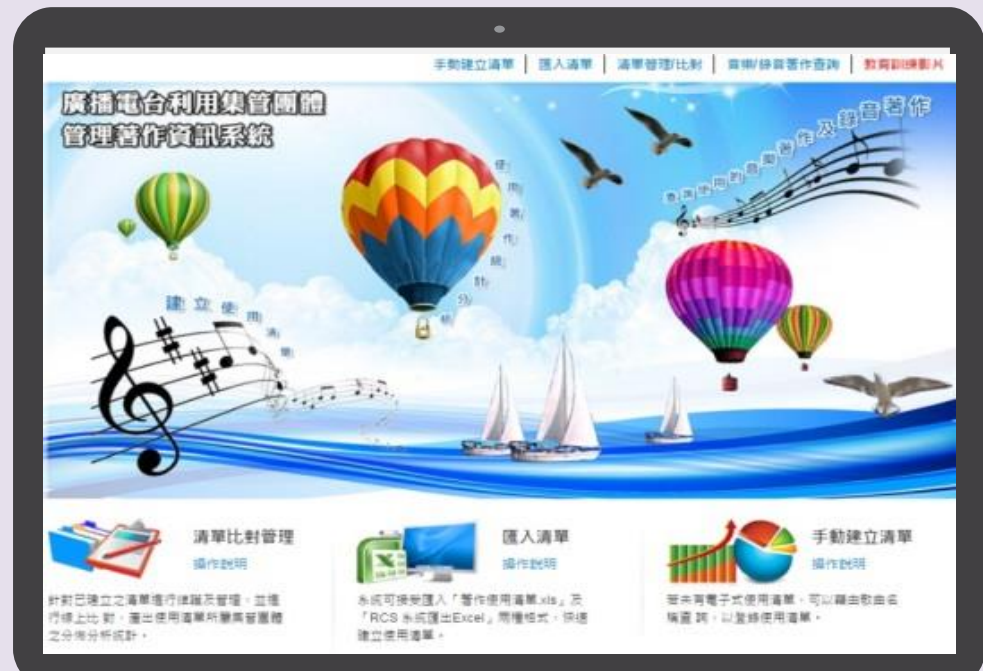 手動建立清單 | 匯入清單 | 清單管理/比對 | 音樂/錄音著作查詢 | 教育訓練影片
廣播電台利用集管團體
管理著作資訊系統
使用著作統計分析
查詢使用的音樂著作及錄音著作
建立使用清單
清單比對管理
操作說明
針對已建立之清單進行維護及管理,並進
行線上比 對,產出使用清單所屬集管團體
之分佈分析統計。
匯入清單
操作說明
系統可接受匯入「著作使用清單.xls」及
「RCS 系統匯出Excel」兩種格式,快速
建立使用清單。
手動建立清單
操作說明
若未有電子式使用清單,可以藉由歌曲名
稱查 詢,以登錄使用清單。